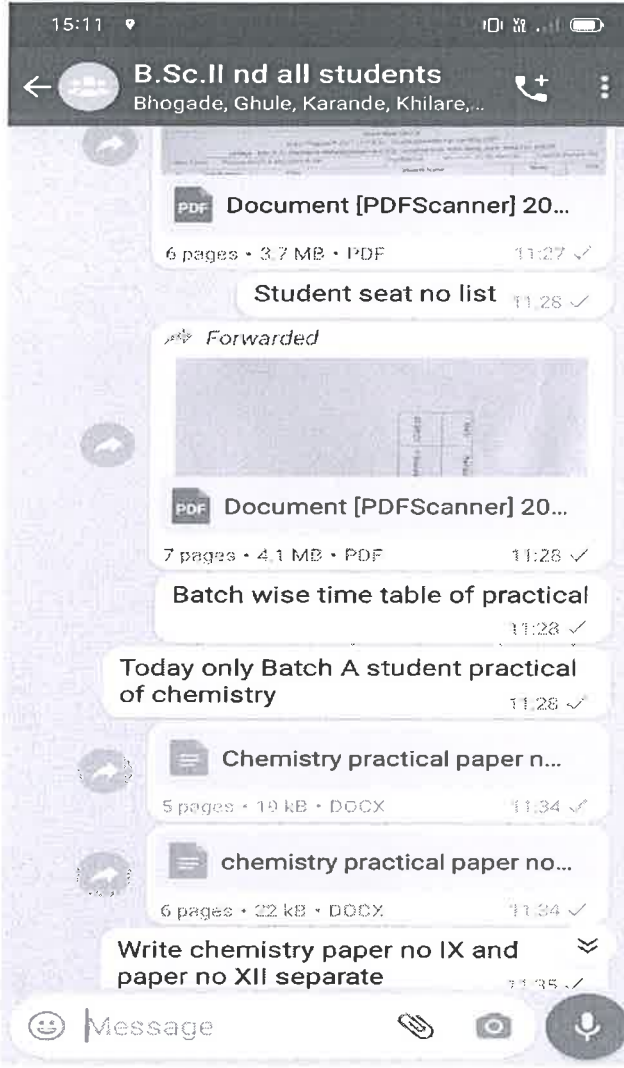 15:11
B.Sc.II nd all students
Bhogade, Ghule, Karande, Khilare,...
PDF Document [PDFScanner] 20...
6 pages • 3.7 MB • PDF 11:27
Student seat no list 11:28
Forwarded
PDF Document [PDFScanner] 20...
7 pages • 4.1 MB • PDF 11:28
Batch wise time table of practical
11:28
Today only Batch A student practical
of chemistry 11:28
Chemistry practical paper n...
5 pages • 19 kB • DOCX 11:34
chemistry practical paper no...
6 pages • 22 kB • DOCX 11:34
Write chemistry paper no IX and
paper no XII separate 11:35
Message